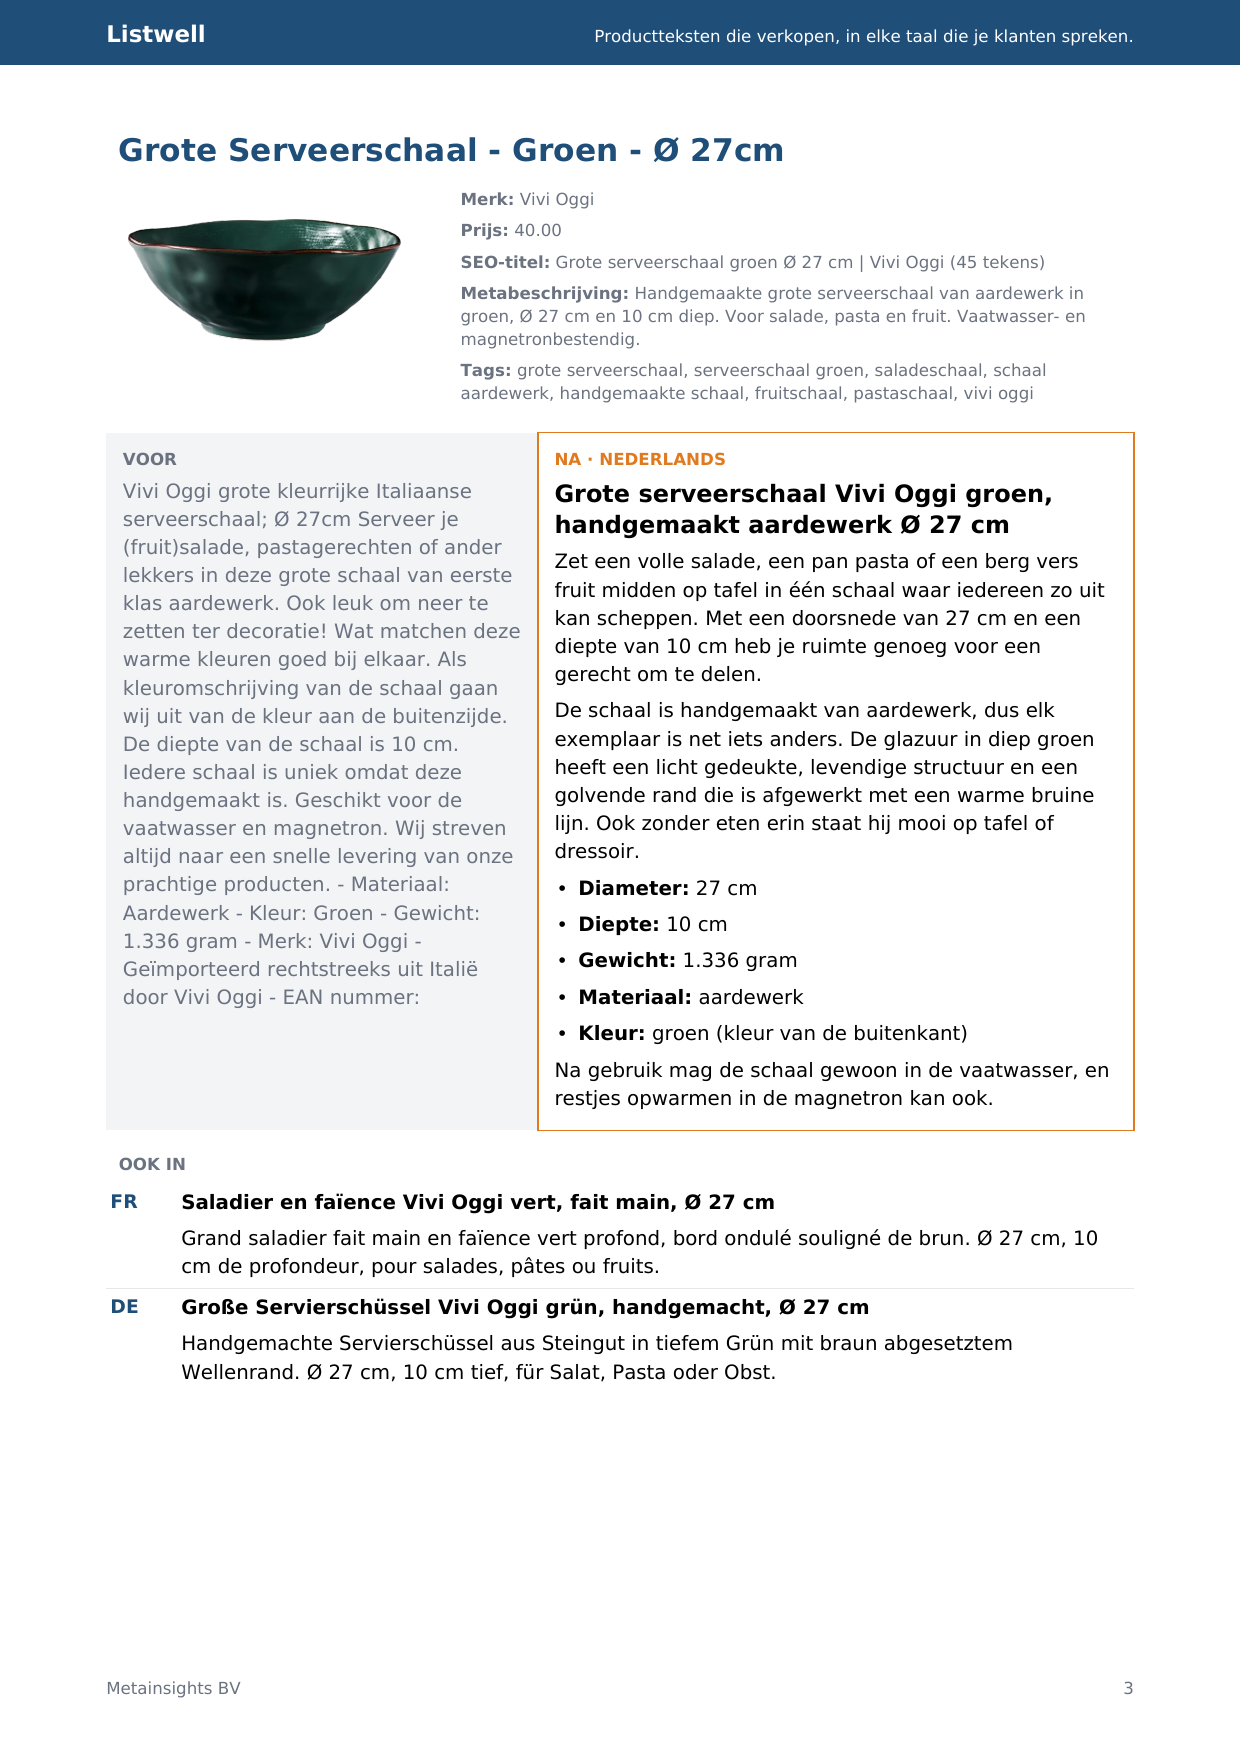 Listwell
Productteksten die verkopen, in elke taal die je klanten spreken.
Grote Serveerschaal - Groen - Ø 27cm
Merk: Vivi Oggi
Prijs: 40.00
SEO-titel: Grote serveerschaal groen Ø 27 cm | Vivi Oggi (45 tekens)
Metabeschrijving: Handgemaakte grote serveerschaal van aardewerk in
groen, Ø 27 cm en 10 cm diep. Voor salade, pasta en fruit. Vaatwasser- en
magnetronbestendig.
Tags: grote serveerschaal, serveerschaal groen, saladeschaal, schaal
aardewerk, handgemaakte schaal, fruitschaal, pastaschaal, vivi oggi
VOOR
Vivi Oggi grote kleurrijke Italiaanse
serveerschaal; Ø 27cm Serveer je
(fruit)salade, pastagerechten of ander
lekkers in deze grote schaal van eerste
klas aardewerk. Ook leuk om neer te
zetten ter decoratie! Wat matchen deze
warme kleuren goed bij elkaar. Als
kleuromschrijving van de schaal gaan
wij uit van de kleur aan de buitenzijde.
De diepte van de schaal is 10 cm.
Iedere schaal is uniek omdat deze
handgemaakt is. Geschikt voor de
vaatwasser en magnetron. Wij streven
altijd naar een snelle levering van onze
prachtige producten. - Materiaal:
Aardewerk - Kleur: Groen - Gewicht:
1.336 gram - Merk: Vivi Oggi -
Geïmporteerd rechtstreeks uit Italië
door Vivi Oggi - EAN nummer:
NA · NEDERLANDS
Grote serveerschaal Vivi Oggi groen,
handgemaakt aardewerk Ø 27 cm
Zet een volle salade, een pan pasta of een berg vers
fruit midden op tafel in één schaal waar iedereen zo uit
kan scheppen. Met een doorsnede van 27 cm en een
diepte van 10 cm heb je ruimte genoeg voor een
gerecht om te delen.
De schaal is handgemaakt van aardewerk, dus elk
exemplaar is net iets anders. De glazuur in diep groen
heeft een licht gedeukte, levendige structuur en een
golvende rand die is afgewerkt met een warme bruine
lijn. Ook zonder eten erin staat hij mooi op tafel of
dressoir.
• Diameter: 27 cm
• Diepte: 10 cm
• Gewicht: 1.336 gram
• Materiaal: aardewerk
• Kleur: groen (kleur van de buitenkant)
Na gebruik mag de schaal gewoon in de vaatwasser, en
restjes opwarmen in de magnetron kan ook.
OOK IN
FR
Saladier en faïence Vivi Oggi vert, fait main, Ø 27 cm
Grand saladier fait main en faïence vert profond, bord ondulé souligné de brun. Ø 27 cm, 10
cm de profondeur, pour salades, pâtes ou fruits.
DE
Große Servierschüssel Vivi Oggi grün, handgemacht, Ø 27 cm
Handgemachte Servierschüssel aus Steingut in tiefem Grün mit braun abgesetztem
Wellenrand. Ø 27 cm, 10 cm tief, für Salat, Pasta oder Obst.
Metainsights BV
3